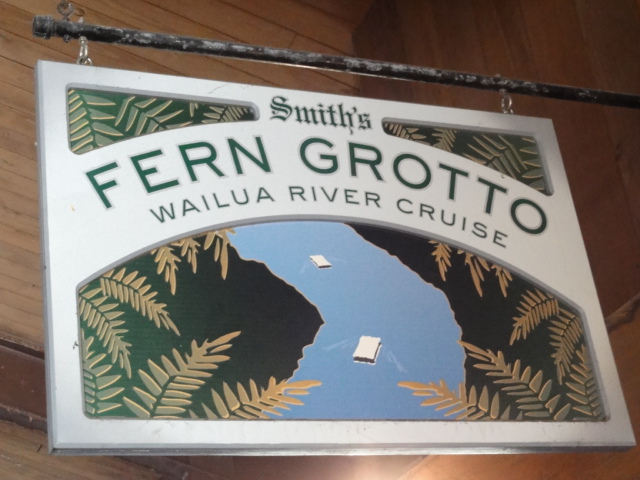 Smith's
FERN GROTTO
WAILUA RIVER CRUISE